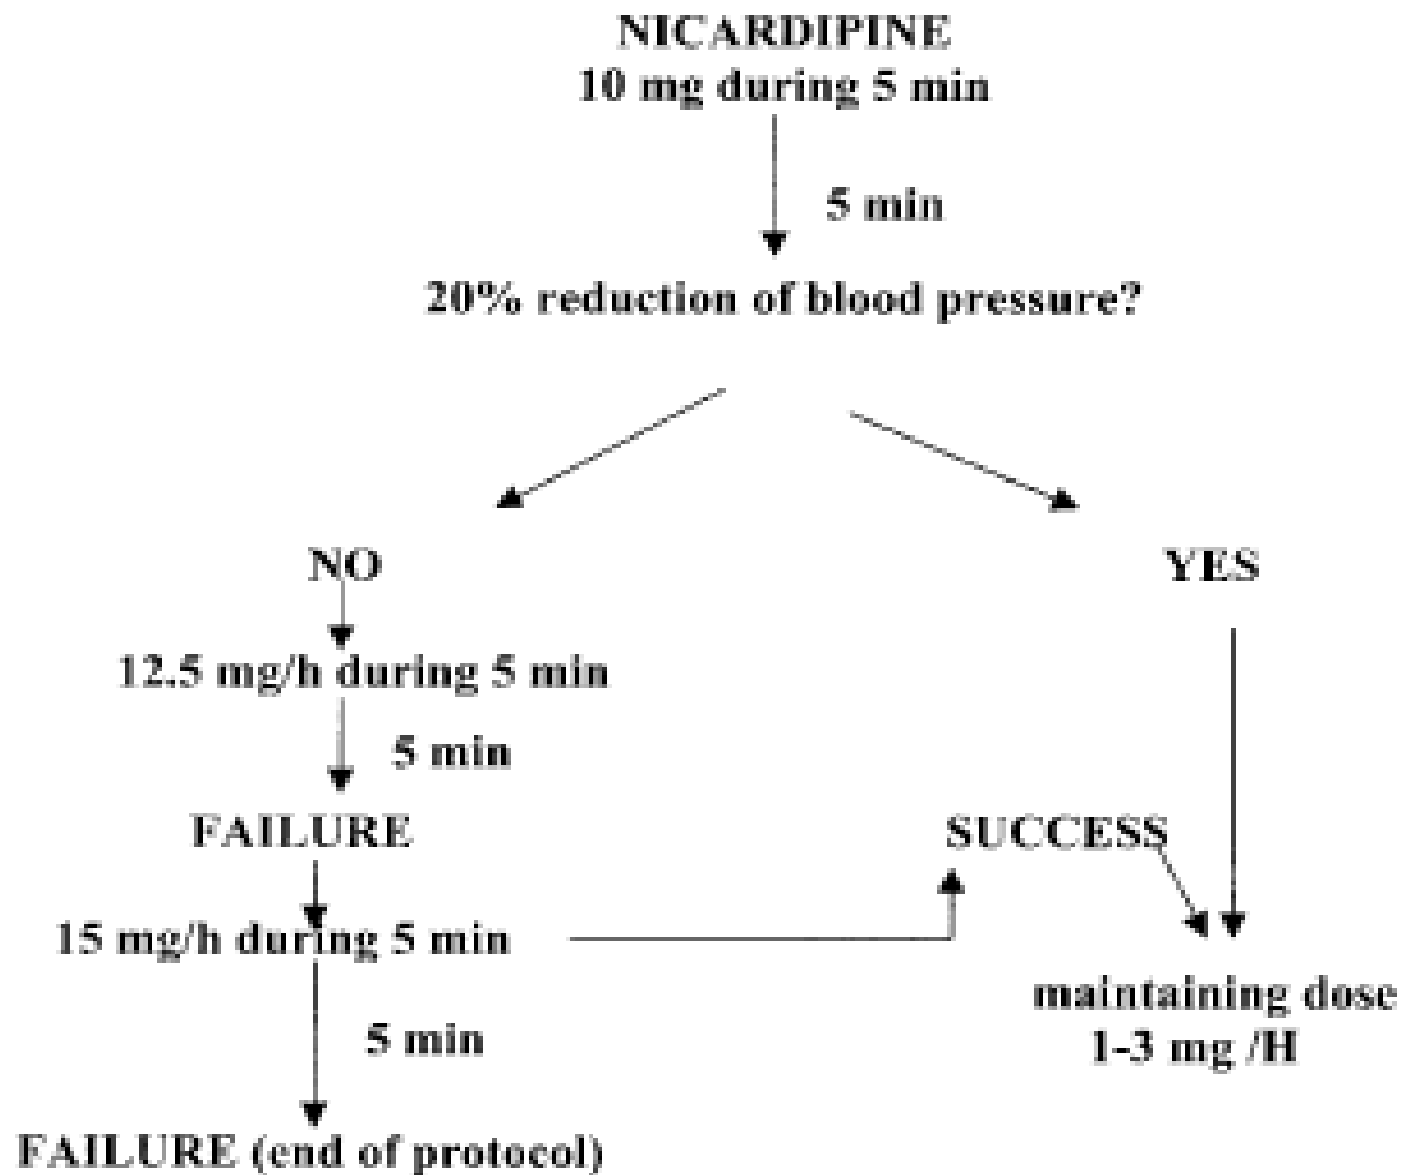 NICARDIPINE
10 mg during 5 min
5 min
20% reduction of blood pressure?
NO
YES
12.5 mg/h during 5 min
5 min
FAILURE
SUCCESS
15 mg/h during 5 min
maintaining dose
1-3 mg /H
5 min
FAILURE (end of protocol)